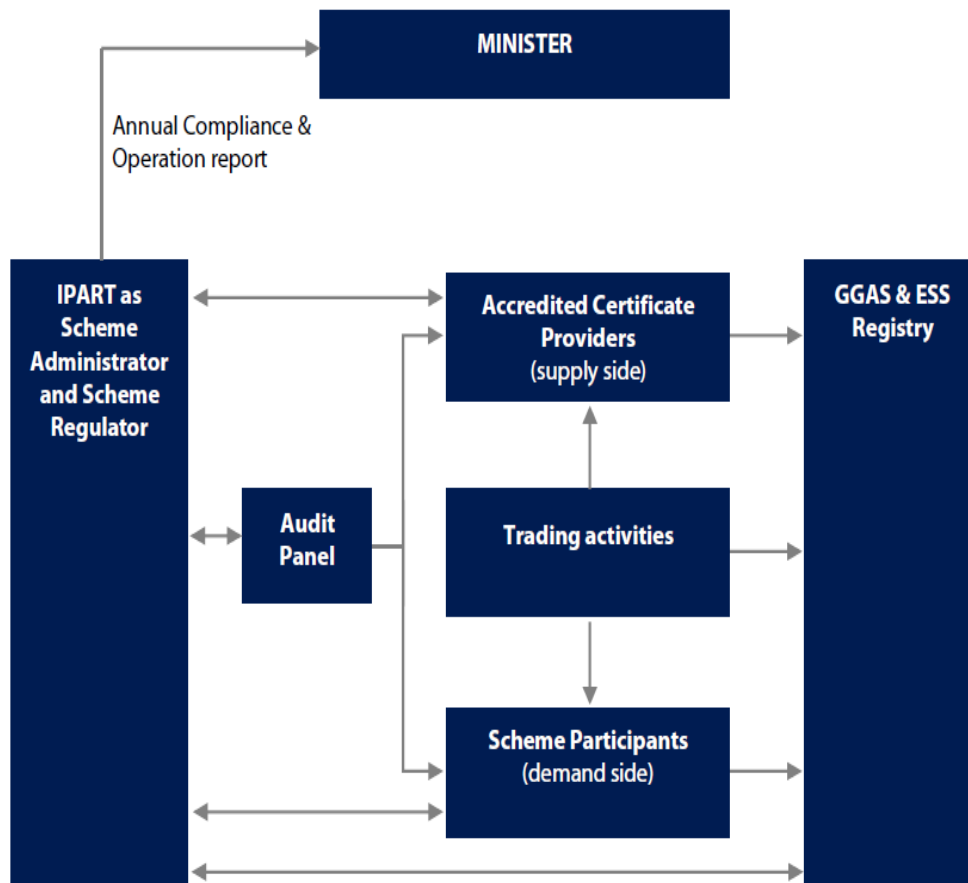 MINISTER
Annual Compliance &
Operation report
IPART as
Scheme
Administrator
and Scheme
Regulator
Accredited Certificate
Providers
(supply side)
GGAS & ESS
Registry
Audit
Panel
Trading activities
Scheme Participants
(demand side)